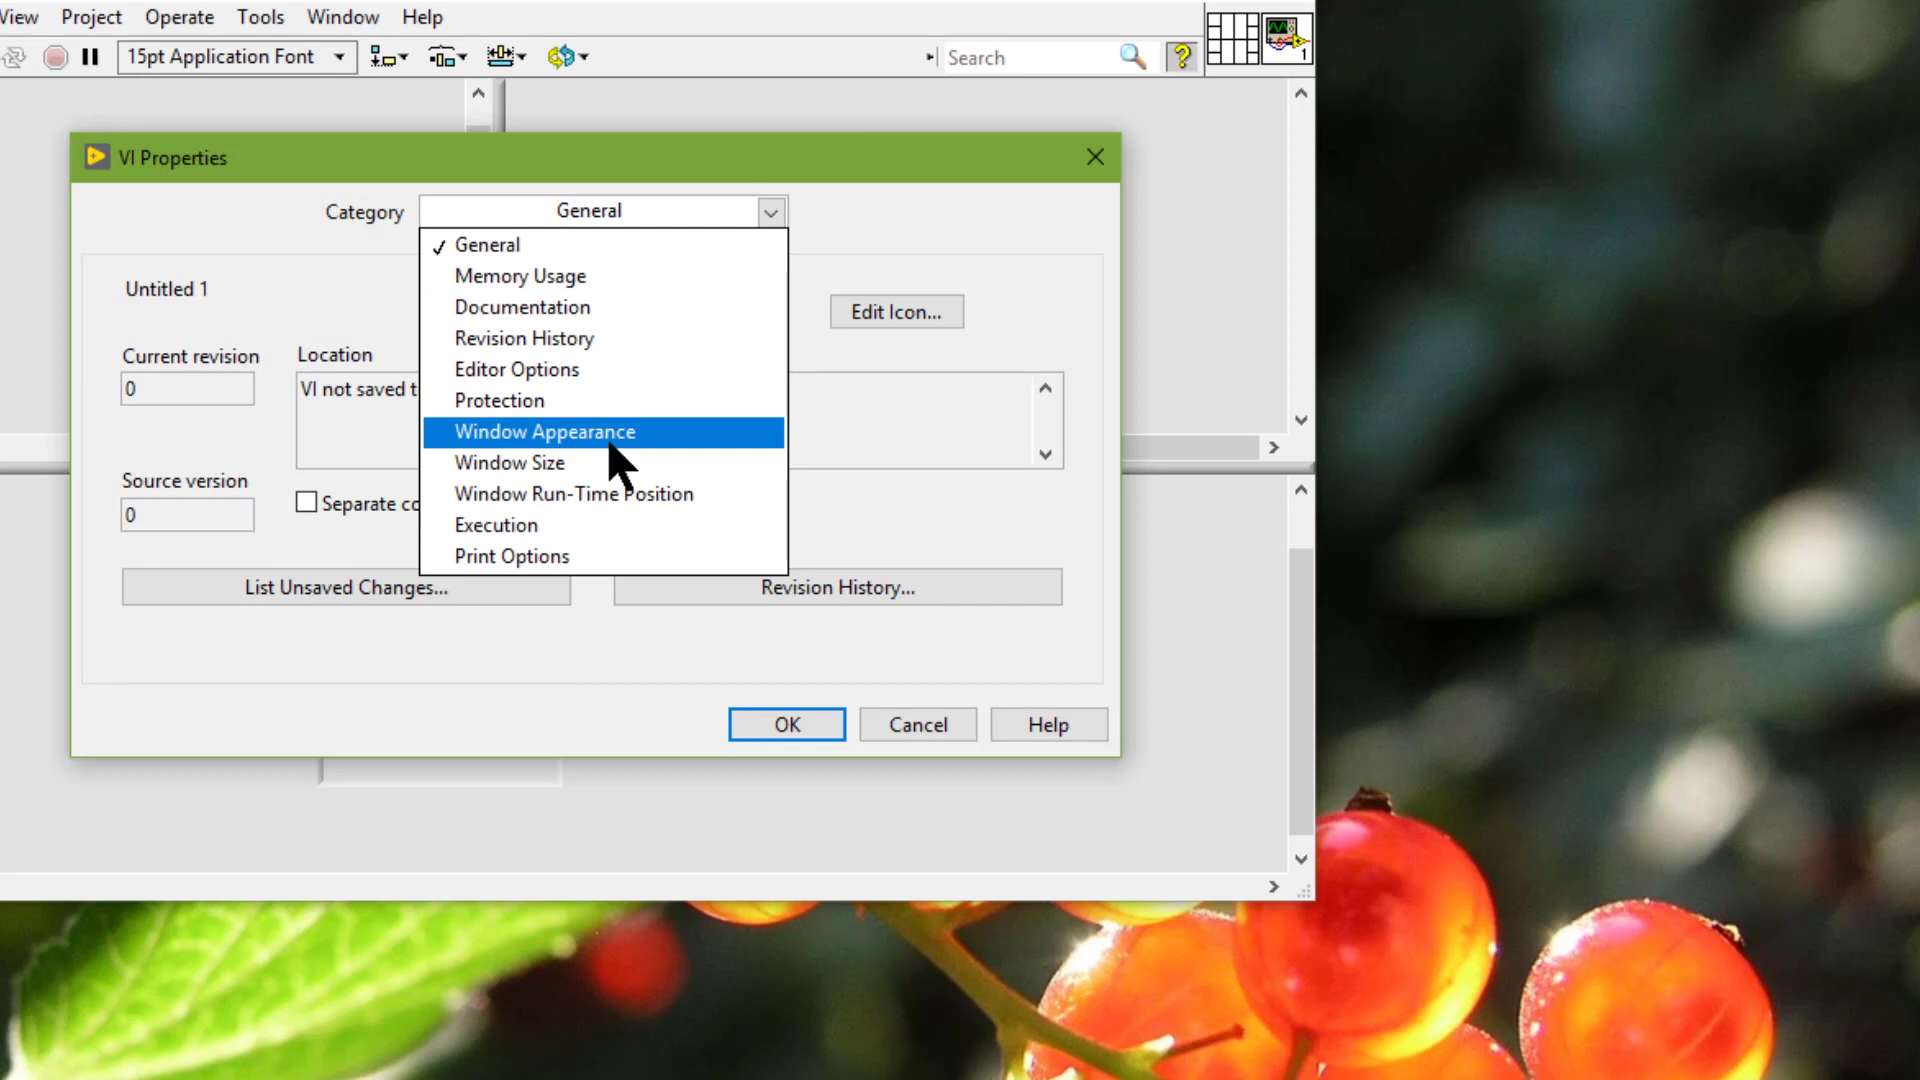 View Project Operate Tools Window Help
15pt Application Font Search ? 1
VI Properties
Category General
General
Memory Usage
Documentation
Revision History
Editor Options
Protection
Window Appearance
Window Size
Window Run-Time Position
Execution
Print Options
Untitled 1
Edit Icon...
Current revision Location
0 VI not saved
Source version
0 Separate
List Unsaved Changes... Revision History...
OK Cancel Help